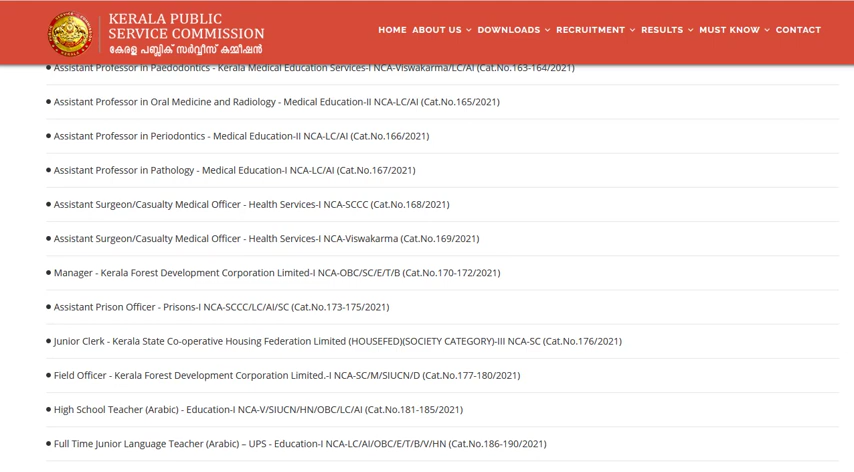 KERALA PUBLIC
SERVICE COMMISSION
കേരള പബ്ലിക് സർവ്വീസ് കമ്മീഷൻ
HOME ABOUT US DOWNLOADS RECRUITMENT RESULTS MUST KNOW CONTACT
Assistant Professor in Paedodontics - Kerala Medical Education Services-I NCA-Viswakarma/LC/AI (Cat.No.163-164/2021)
Assistant Professor in Oral Medicine and Radiology - Medical Education-II NCA-LC/AI (Cat.No.165/2021)
Assistant Professor in Periodontics - Medical Education-II NCA-LC/AI (Cat.No.166/2021)
Assistant Professor in Pathology - Medical Education-I NCA-LC/AI (Cat.No.167/2021)
Assistant Surgeon/Casualty Medical Officer - Health Services-I NCA-SCCC (Cat.No.168/2021)
Assistant Surgeon/Casualty Medical Officer - Health Services-I NCA-Viswakarma (Cat.No.169/2021)
Manager - Kerala Forest Development Corporation Limited-I NCA-OBC/SC/E/T/B (Cat.No.170-172/2021)
Assistant Prison Officer - Prisons-I NCA-SCCC/LC/AI/SC (Cat.No.173-175/2021)
Junior Clerk - Kerala State Co-operative Housing Federation Limited (HOUSEFED)(SOCIETY CATEGORY)-III NCA-SC (Cat.No.176/2021)
Field Officer - Kerala Forest Development Corporation Limited.-I NCA-SC/M/SIUCN/D (Cat.No.177-180/2021)
High School Teacher (Arabic) - Education-I NCA-V/SIUCN/HN/OBC/LC/AI (Cat.No.181-185/2021)
Full Time Junior Language Teacher (Arabic) – UPS - Education-I NCA-LC/AI/OBC/E/T/B/V/HN (Cat.No.186-190/2021)